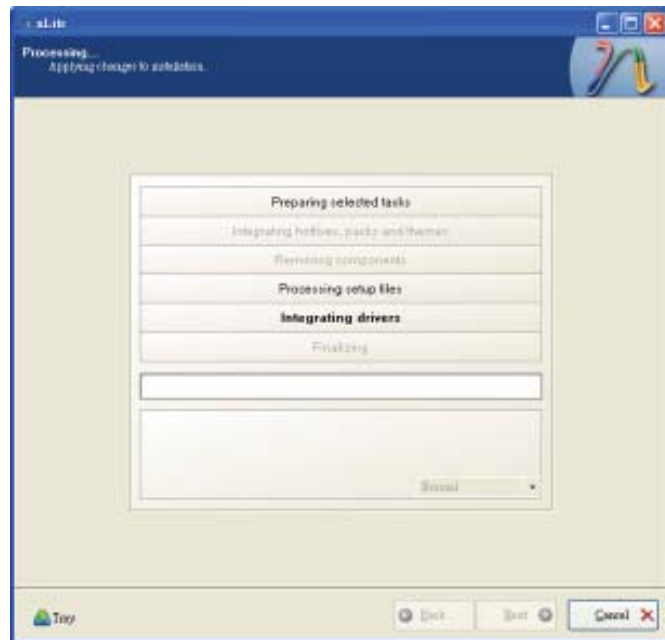 nLite
Processing...
Applying changes to installation.
Preparing selected tasks
Integrating hotfixes, packs and themes
Removing components
Processing setup files
Integrating drivers
Finalizing
Normal
Tray
Back
Next
Cancel